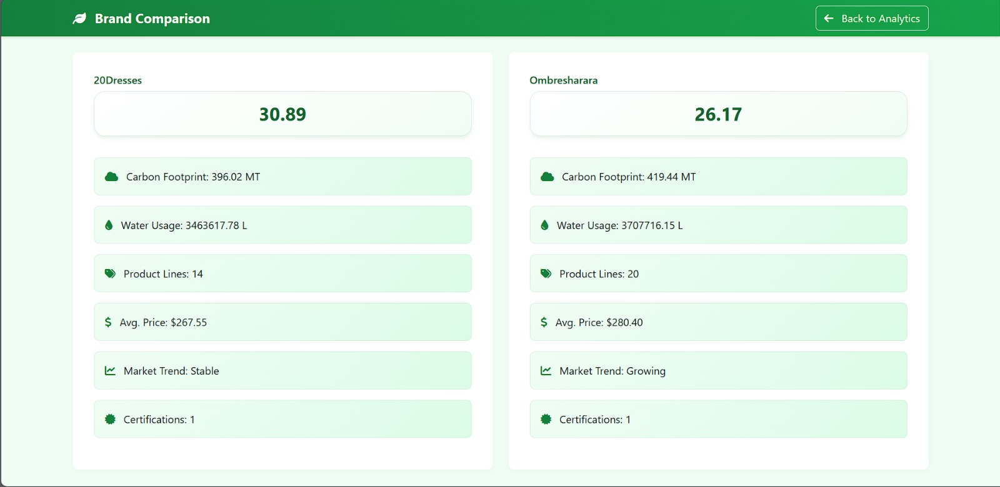 Brand Comparison
Back to Analytics
20Dresses
30.89
Carbon Footprint: 396.02 MT
Water Usage: 3463617.78 L
Product Lines: 14
Avg. Price: $267.55
Market Trend: Stable
Certifications: 1
Ombresharara
26.17
Carbon Footprint: 419.44 MT
Water Usage: 3707716.15 L
Product Lines: 20
Avg. Price: $280.40
Market Trend: Growing
Certifications: 1